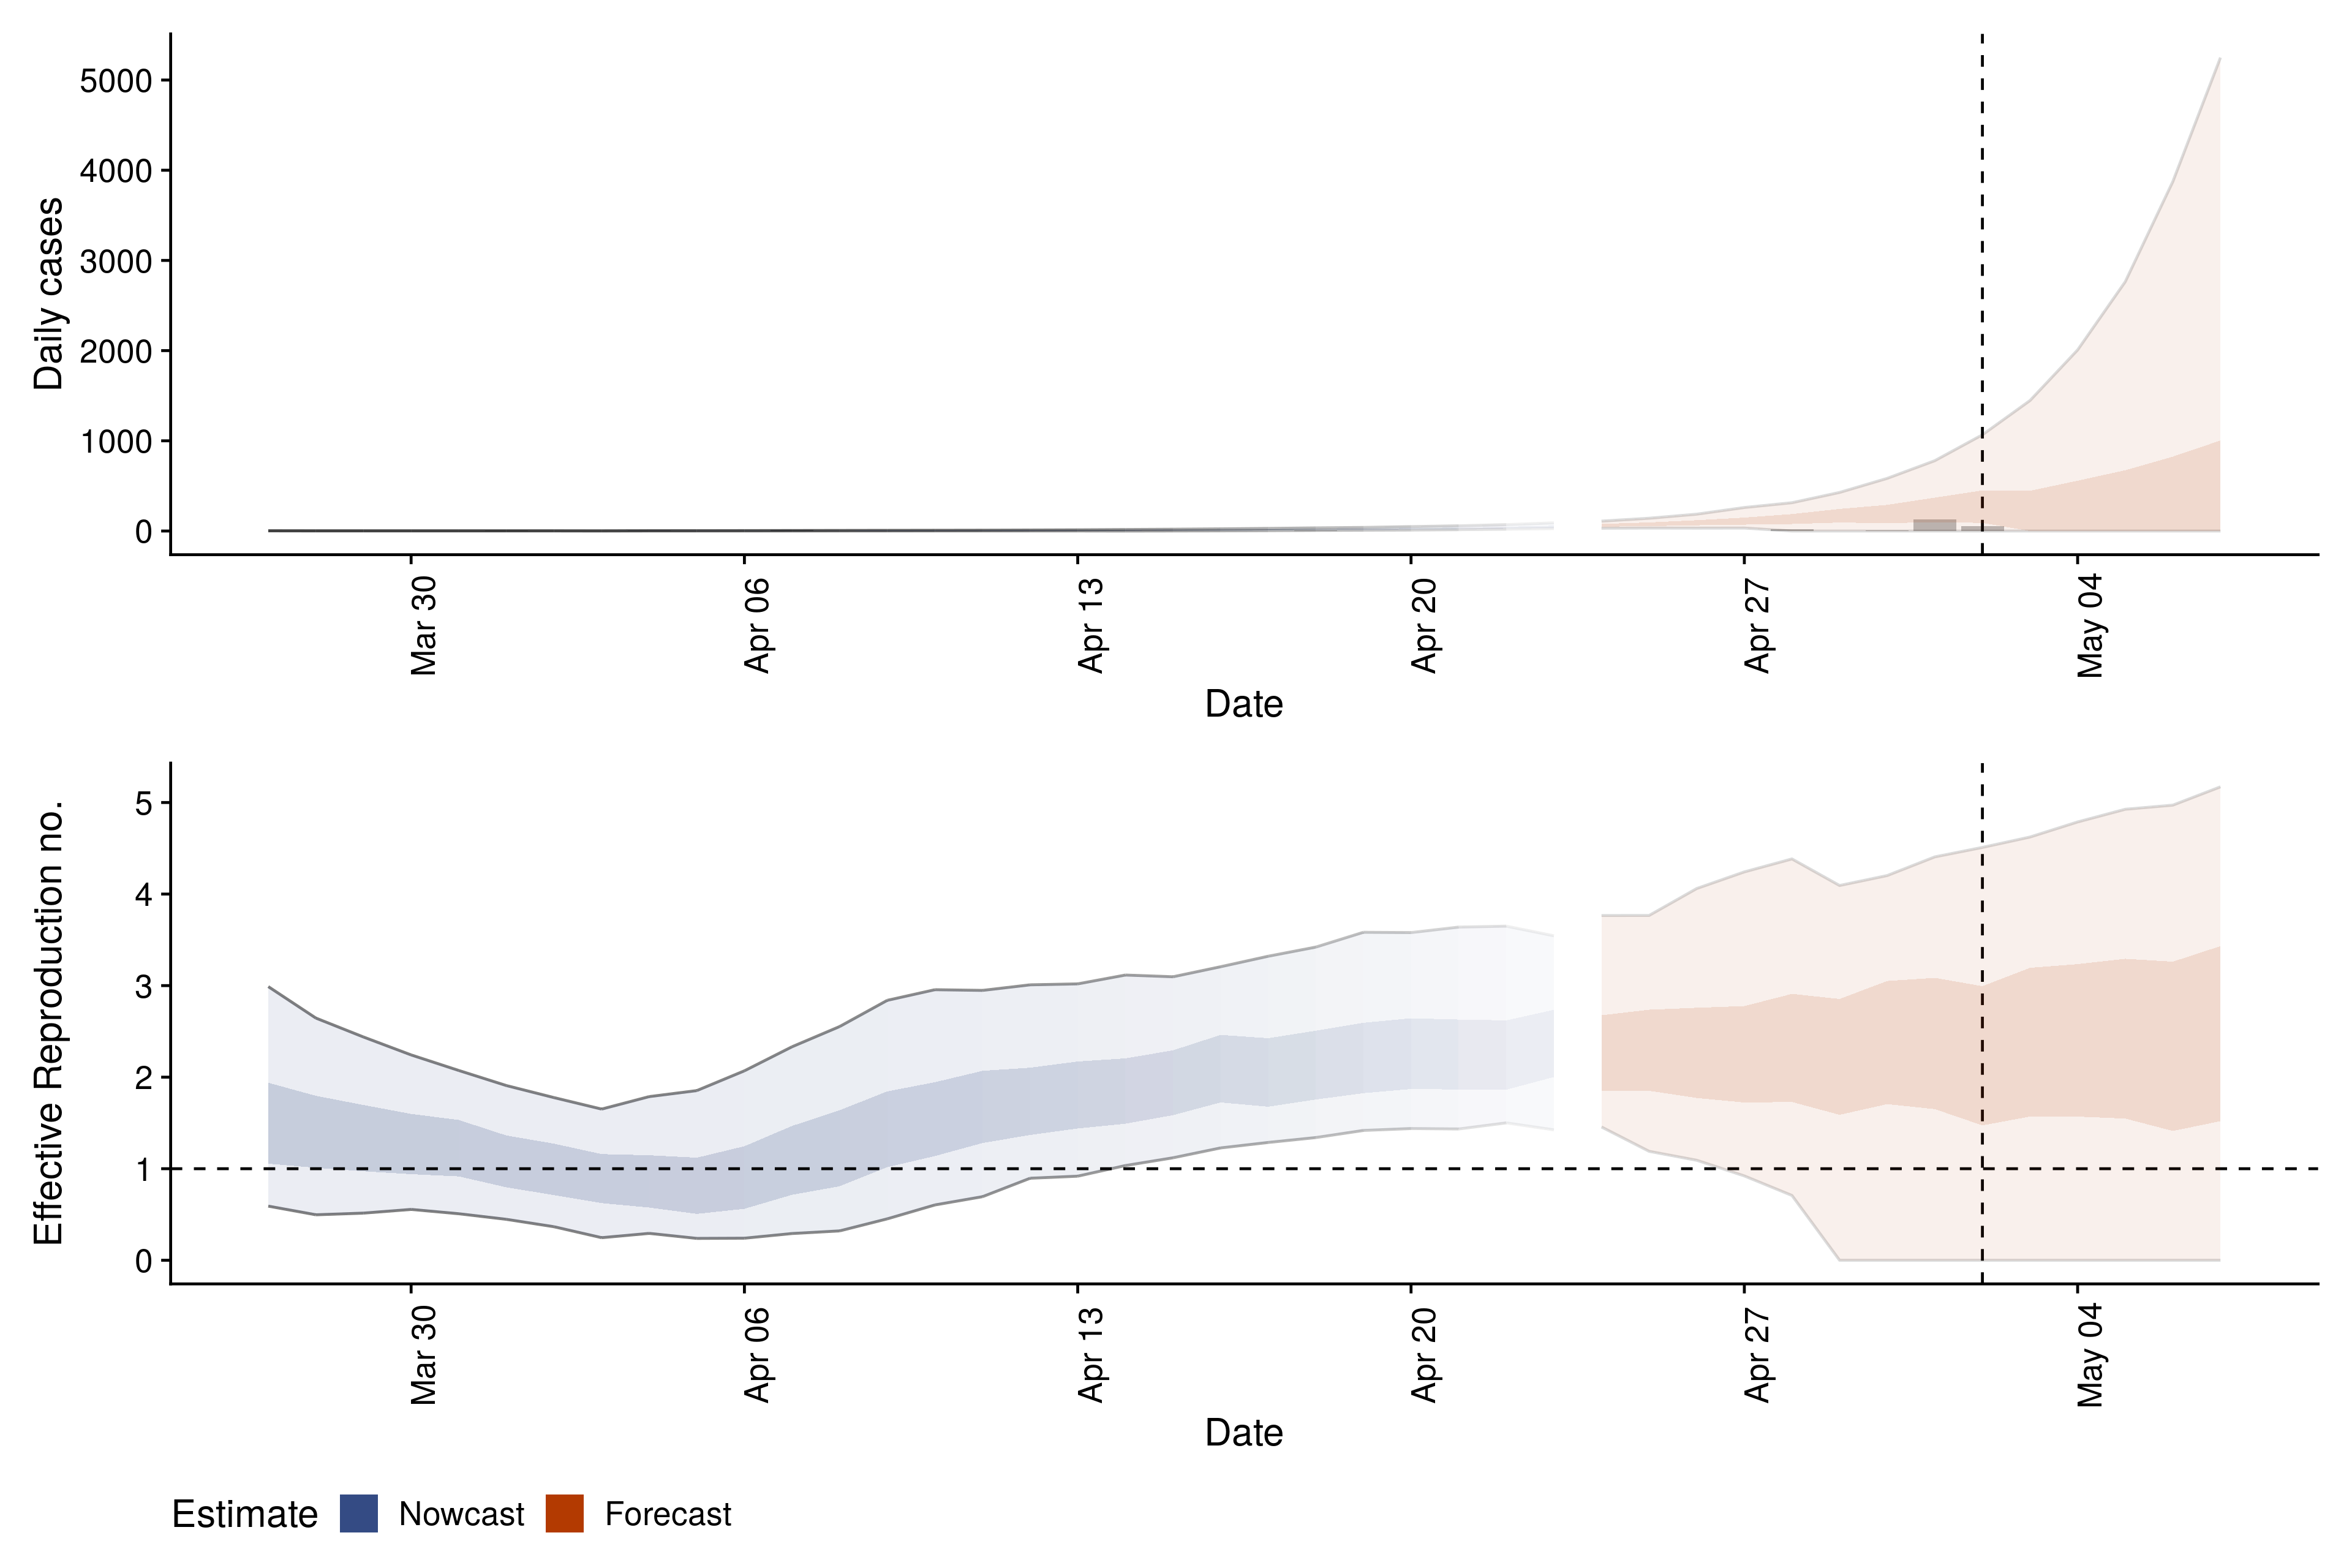 Daily cases
5000
4000
3000
2000
1000
0
Mar 30
Apr 06
Apr 13
Apr 20
Apr 27
May 04
Date
Effective Reproduction no.
5
4
3
2
1
0
Mar 30
Apr 06
Apr 13
Apr 20
Apr 27
May 04
Date
Estimate Nowcast Forecast